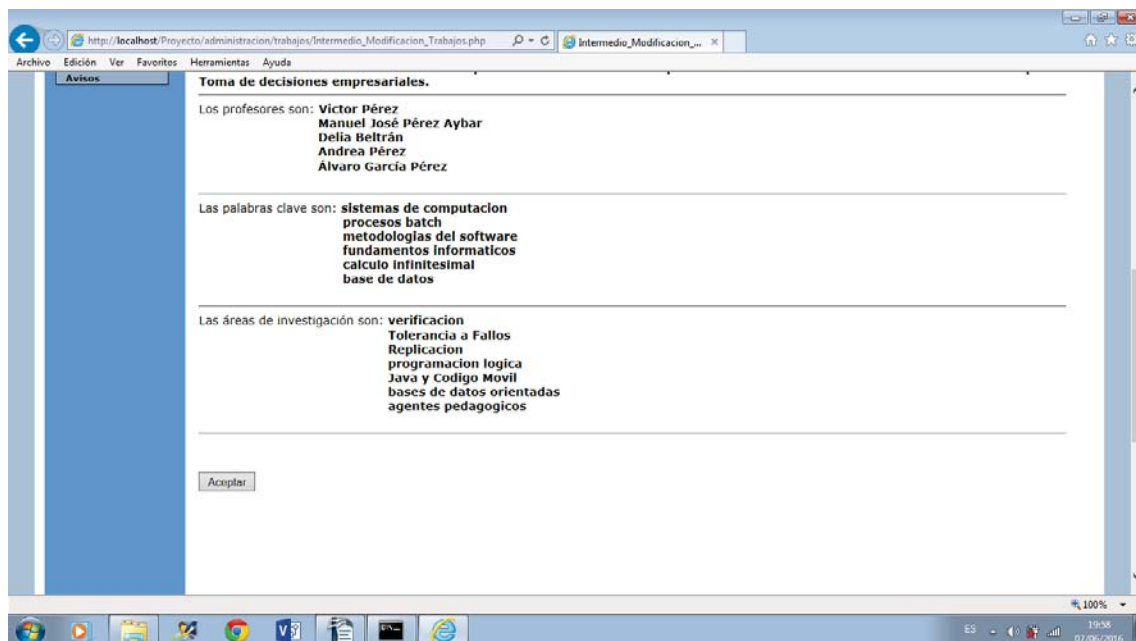 http://localhost/Proyecto/administracion/trabajos/Intermedio_Modificacion_Trabajos.php
Intermedio_Modificacion_...
Archivo Edición Ver Favoritos Herramientas Ayuda
Avisos
Toma de decisiones empresariales.
Los profesores son: Victor Pérez
Manuel José Pérez Aybar
Delia Beltrán
Andrea Pérez
Álvaro García Pérez
Las palabras clave son: sistemas de computacion
procesos batch
metodologias del software
fundamentos informaticos
calculo infinitesimal
base de datos
Las áreas de investigación son: verificacion
Tolerancia a Fallos
Replicacion
programacion logica
Java y Codigo Movil
bases de datos orientadas
agentes pedagogicos
Aceptar
100%
ES
19:58
07/06/2016